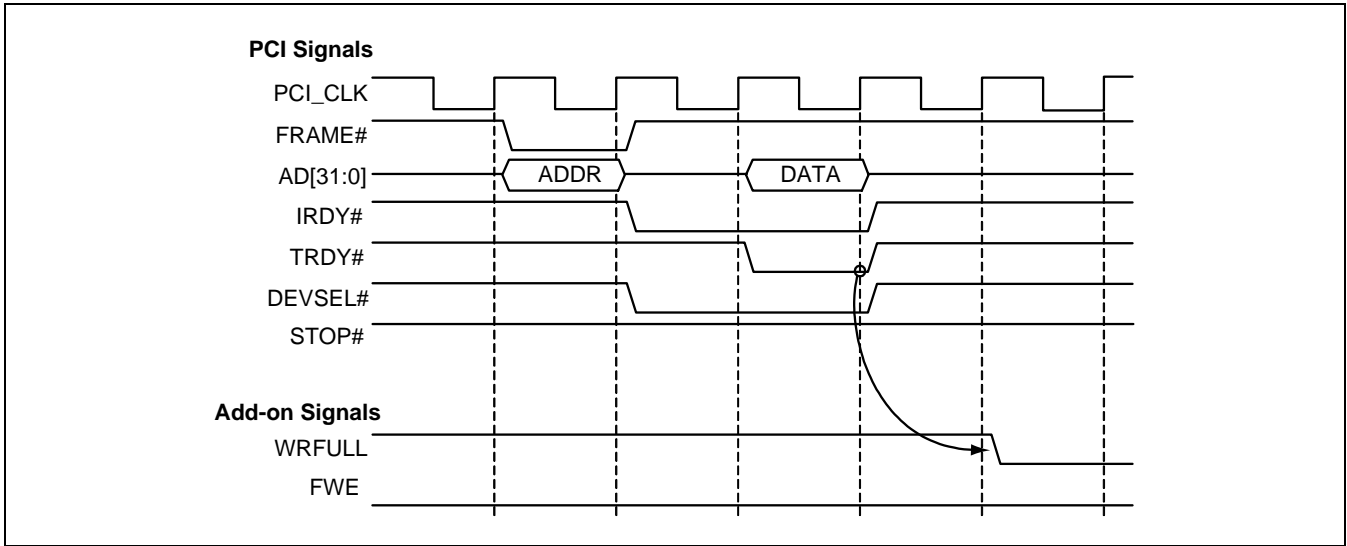 PCI Signals
PCI_CLK
FRAME#
AD[31:0] ADDR DATA
IRDY#
TRDY#
DEVSEL#
STOP#
Add-on Signals
WRFULL
FWE